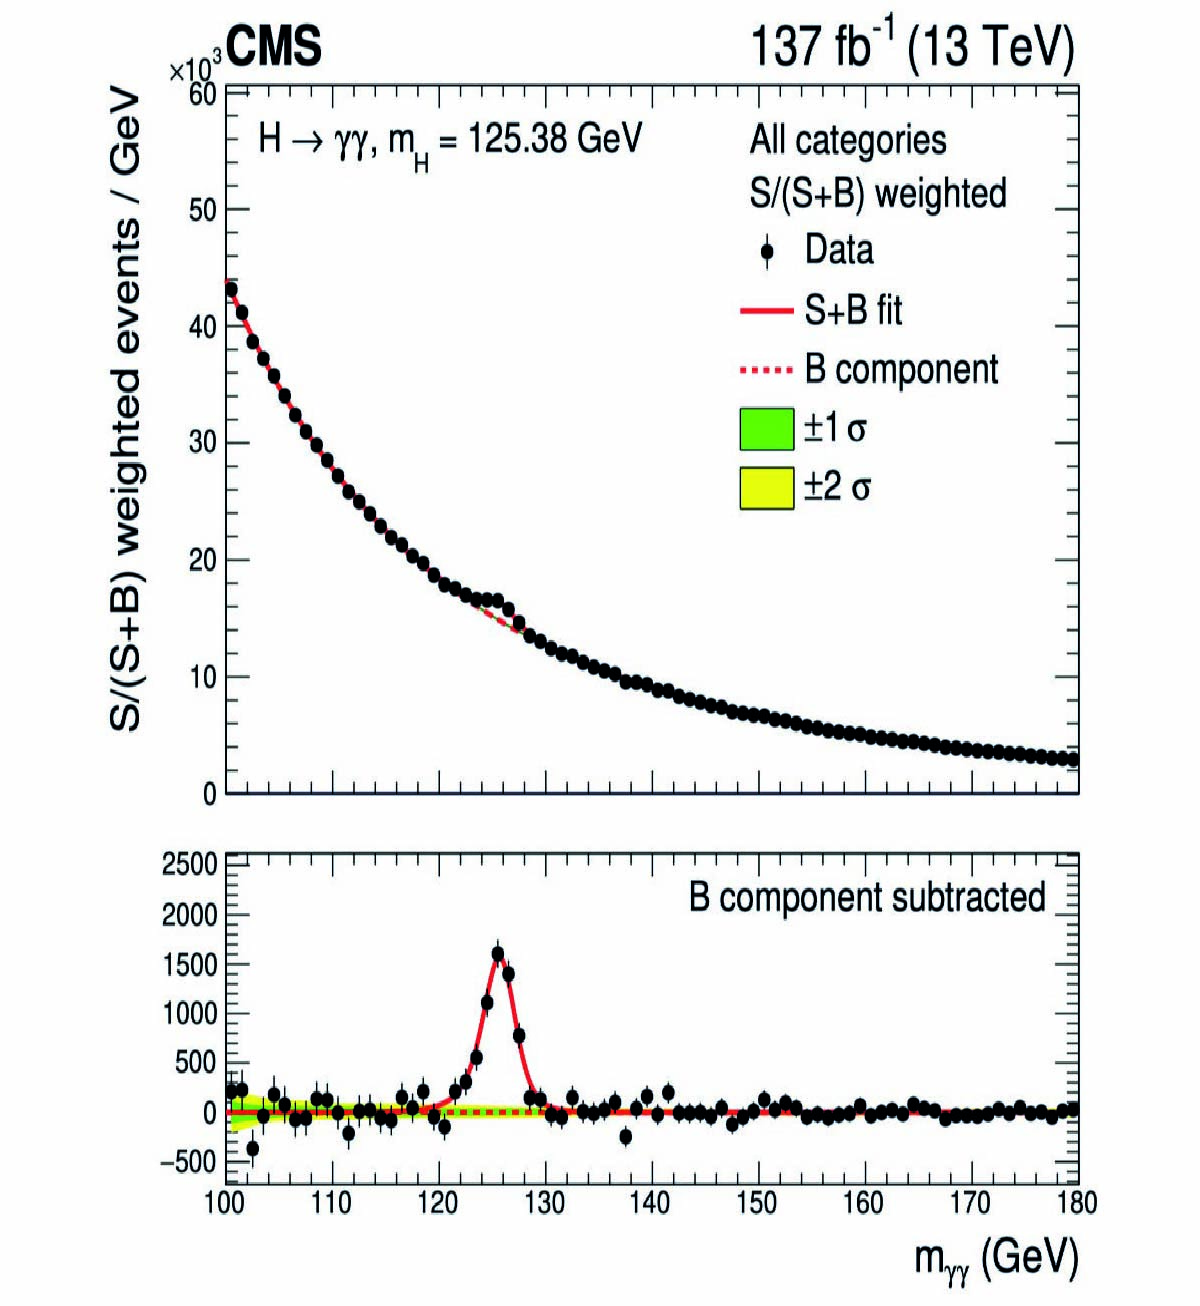 CMS
137 fb-1 (13 TeV)
×103
S/(S+B) weighted events / GeV
60
50
40
30
20
10
0
H → γγ, mH = 125.38 GeV
All categories
S/(S+B) weighted
Data
S+B fit
B component
±1 σ
±2 σ
B component subtracted
2500
2000
1500
1000
500
0
−500
100 110 120 130 140 150 160 170 180
mγγ (GeV)